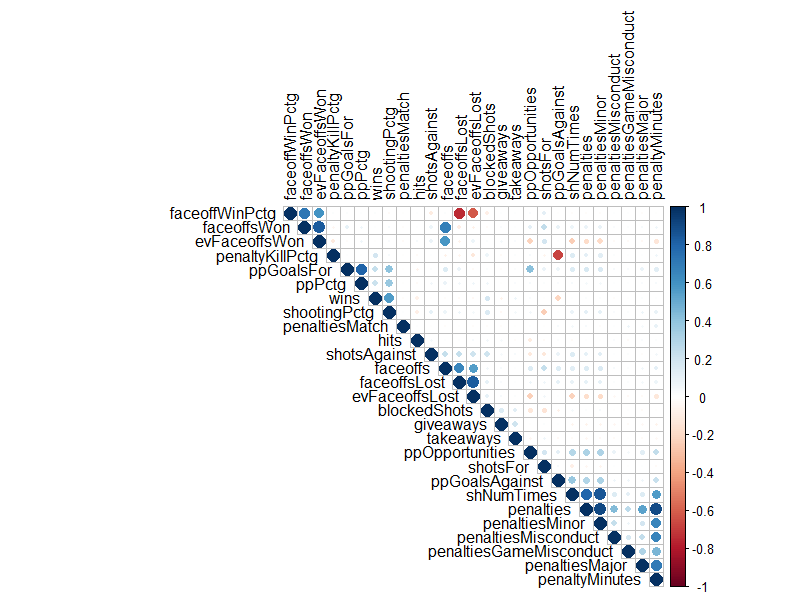 faceoffWinPctg
faceoffsWon
evFaceoffsWon
penaltyKillPctg
ppGoalsFor
ppPctg
wins
shootingPctg
penaltiesMatch
hits
shotsAgainst
faceoffs
faceoffsLost
evFaceoffsLost
blockedShots
giveaways
takeaways
ppOpportunities
shotsFor
ppGoalsAgainst
shNumTimes
penalties
penaltiesMinor
penaltiesMisconduct
penaltiesGameMisconduct
penaltiesMajor
penaltyMinutes
faceoffWinPctg
faceoffsWon
evFaceoffsWon
penaltyKillPctg
ppGoalsFor
ppPctg
wins
shootingPctg
penaltiesMatch
hits
shotsAgainst
faceoffs
faceoffsLost
evFaceoffsLost
blockedShots
giveaways
takeaways
ppOpportunities
shotsFor
ppGoalsAgainst
shNumTimes
penalties
penaltiesMinor
penaltiesMisconduct
penaltiesGameMisconduct
penaltiesMajor
penaltyMinutes
1
0.8
0.6
0.4
0.2
0
-0.2
-0.4
-0.6
-0.8
-1